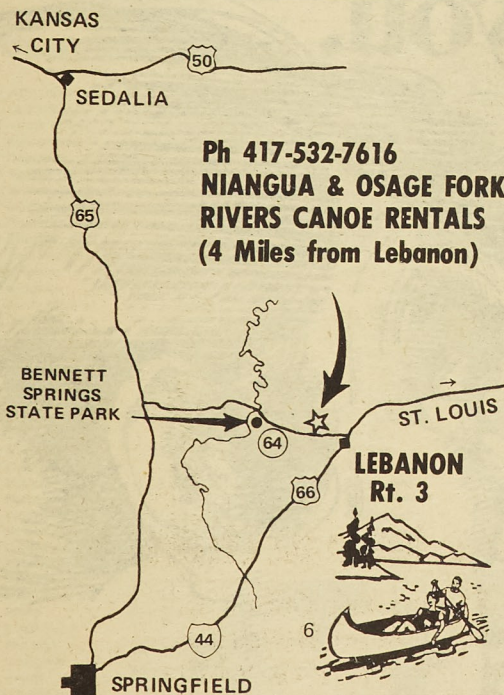 KANSAS
CITY
50
SEDALIA
Ph 417-532-7616
NIANGUA & OSAGE FORK
RIVERS CANOE RENTALS
(4 Miles from Lebanon)
65
BENNETT
SPRINGS
STATE PARK
64
ST. LOUIS
LEBANON
Rt. 3
66
44
6
SPRINGFIELD